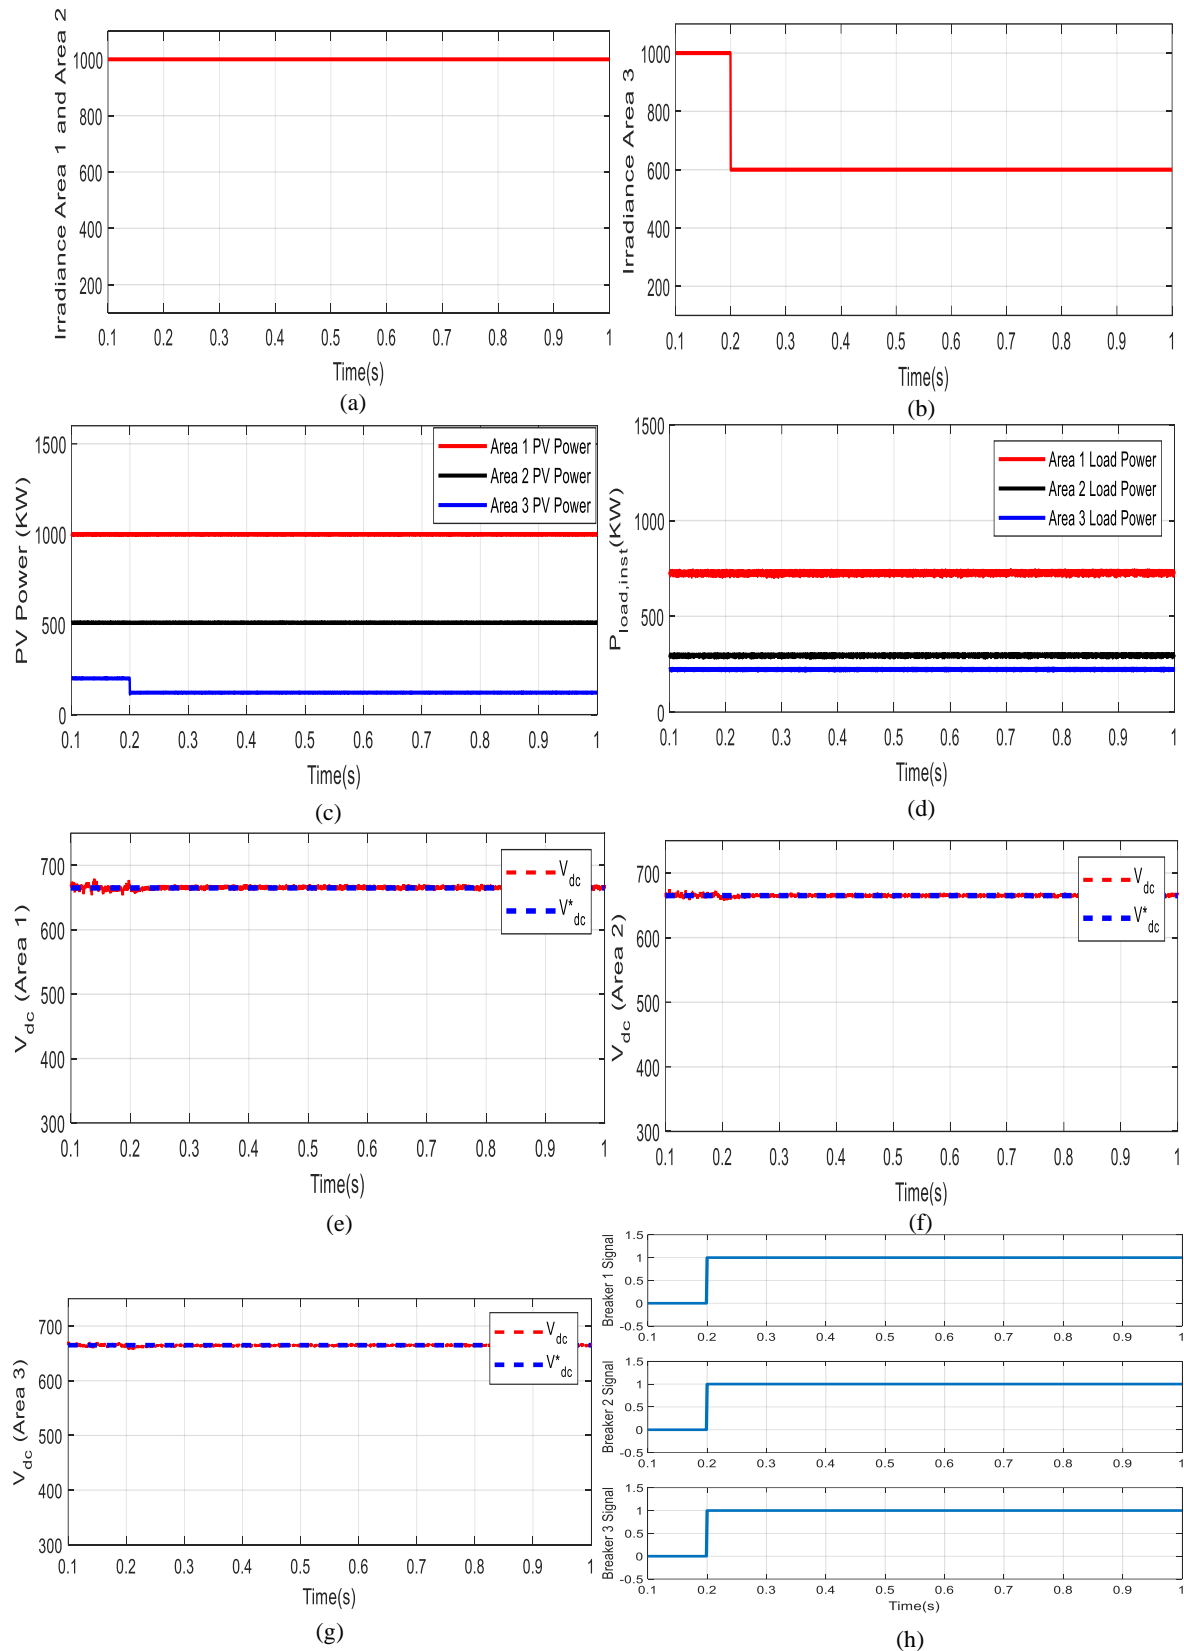 Irradiance Area 1 and Area 2
1000
800
600
400
200
0.1 0.2 0.3 0.4 0.5 0.6 0.7 0.8 0.9 1
Time(s)
(a)
Irradiance Area 3
1000
800
600
400
200
0.1 0.2 0.3 0.4 0.5 0.6 0.7 0.8 0.9 1
Time(s)
(b)
PV Power (KW)
1500
1000
500
0
Area 1 PV Power
Area 2 PV Power
Area 3 PV Power
0.1 0.2 0.3 0.4 0.5 0.6 0.7 0.8 0.9 1
Time(s)
(c)
P_load,inst(KW)
1500
1000
500
0
Area 1 Load Power
Area 2 Load Power
Area 3 Load Power
0.1 0.2 0.3 0.4 0.5 0.6 0.7 0.8 0.9 1
Time(s)
(d)
V_dc (Area 1)
700
600
500
400
300
V_dc
V*_dc
0.1 0.2 0.3 0.4 0.5 0.6 0.7 0.8 0.9 1
Time(s)
(e)
V_dc (Area 2)
700
600
500
400
300
V_dc
V*_dc
0.1 0.2 0.3 0.4 0.5 0.6 0.7 0.8 0.9 1
Time(s)
(f)
V_dc (Area 3)
700
600
500
400
300
V_dc
V*_dc
0.1 0.2 0.3 0.4 0.5 0.6 0.7 0.8 0.9 1
Time(s)
(g)
Breaker 1 Signal
1.5
1
0.5
0
-0.5
0.1 0.2 0.3 0.4 0.5 0.6 0.7 0.8 0.9 1
Breaker 2 Signal
1.5
1
0.5
0
-0.5
0.1 0.2 0.3 0.4 0.5 0.6 0.7 0.8 0.9 1
Breaker 3 Signal
1.5
1
0.5
0
-0.5
0.1 0.2 0.3 0.4 0.5 0.6 0.7 0.8 0.9 1
Time(s)
(h)